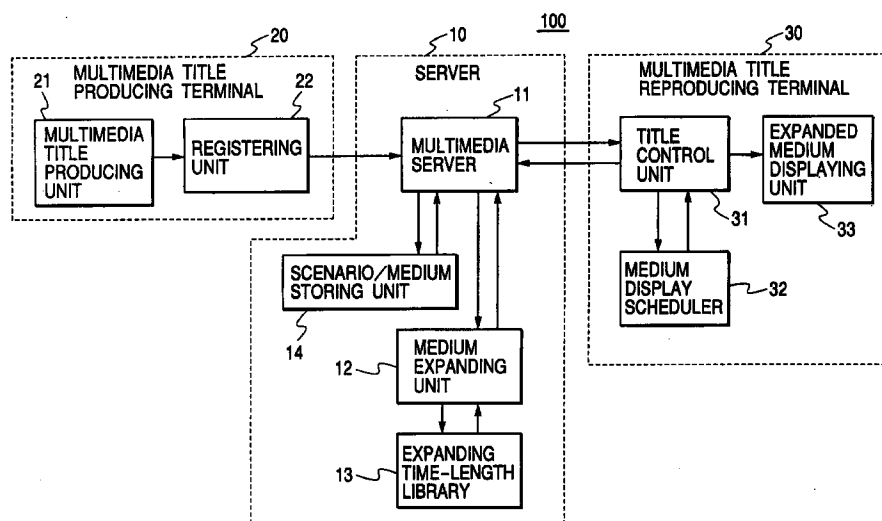 100
20
10
30
MULTIMEDIA TITLE
PRODUCING TERMINAL
21
22
MULTIMEDIA
TITLE
PRODUCING
UNIT
REGISTERING
UNIT
SERVER
11
MULTIMEDIA
SERVER
SCENARIO/MEDIUM
STORING UNIT
14
12
MEDIUM
EXPANDING
UNIT
13
EXPANDING
TIME-LENGTH
LIBRARY
MULTIMEDIA TITLE
REPRODUCING TERMINAL
TITLE
CONTROL
UNIT
31
EXPANDED
MEDIUM
DISPLAYING
UNIT
33
MEDIUM
DISPLAY
SCHEDULER
32